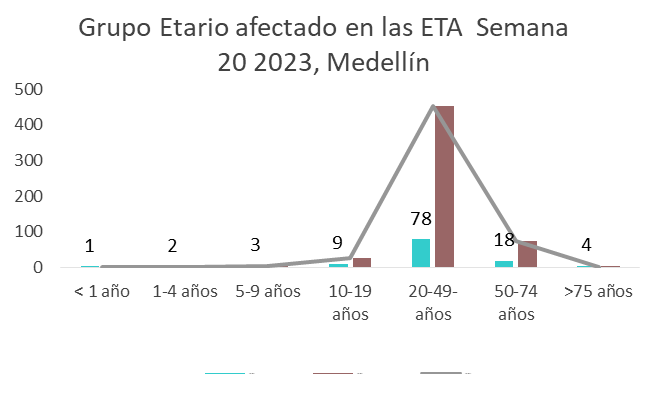 Grupo Etario afectado en las ETA  Semana
20 2023, Medellín
500
400
300
200
100
0
1
2
3
9
78
18
4
< 1 año
1-4 años
5-9 años
10-19
años
20-49-
años
50-74
años
>75 años